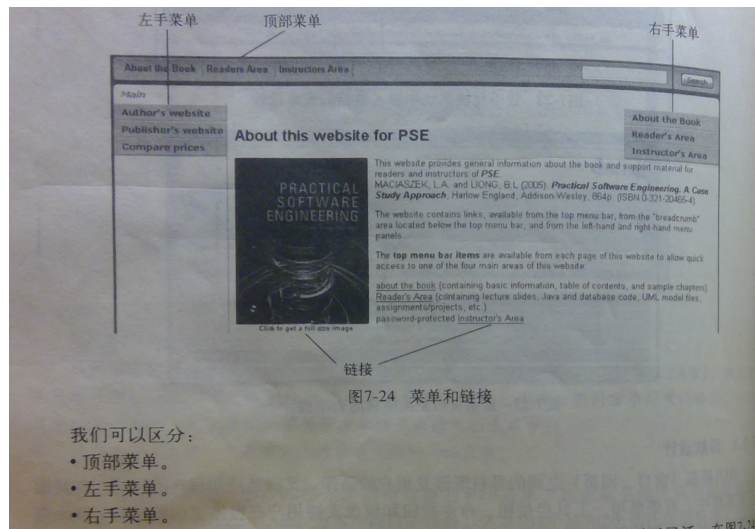 左手菜单
顶部菜单
右手菜单
About the Book Readers Area Instructors Area
Search
Main
Author's website
Publisher's website
Compare prices
About the Book
Reader's Area
Instructor's Area
About this website for PSE
PRACTICAL
SOFTWARE
ENGINEERING
Click to get a full size image
This website provides general information about the book and support material for
readers and instructors of PSE.
MACIASZEK, L.A. and LIONG, B.L. (2005): Practical Software Engineering. A Case
Study Approach, Harlow England, Addison-Wesley, 864p. (ISBN 0-321-20465-4)
The website contains links, available from the top menu bar, from the "breadcrumb"
area located below the top menu bar, and from the left-hand and right-hand menu
panels.
The top menu bar items are available from each page of this website to allow quick
access to one of the four main areas of this website:
about the book (containing basic information, table of contents, and sample chapters)
Reader's Area (containing lecture slides, Java and database code, UML model files,
assignments/projects, etc.)
password-protected Instructor's Area
链接
图7-24 菜单和链接
我们可以区分：
• 顶部菜单。
• 左手菜单。
• 右手菜单。